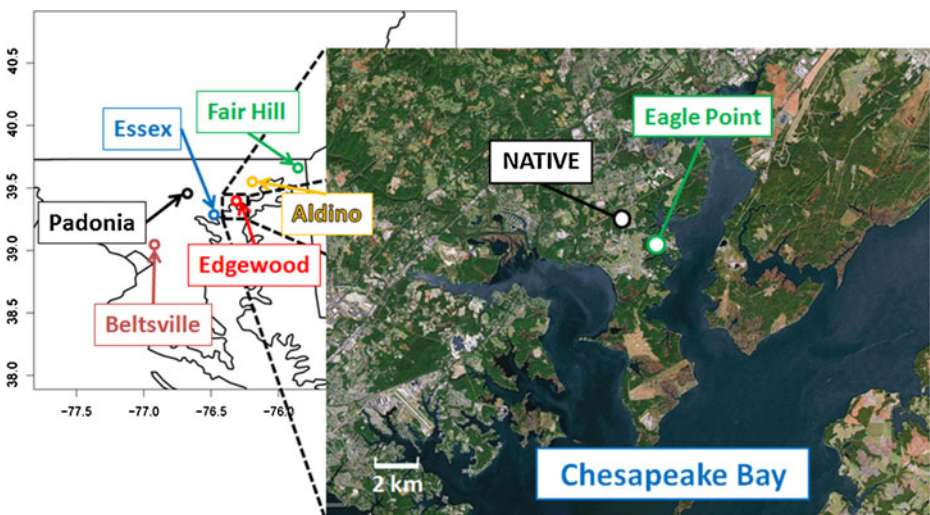 40.5
40.0
39.5
39.0
38.5
38.0
−77.5
−77.0
−76.5
−76.0
Fair Hill
Essex
Padonia
Aldino
Edgewood
Beltsville
Eagle Point
NATIVE
2 km
Chesapeake Bay